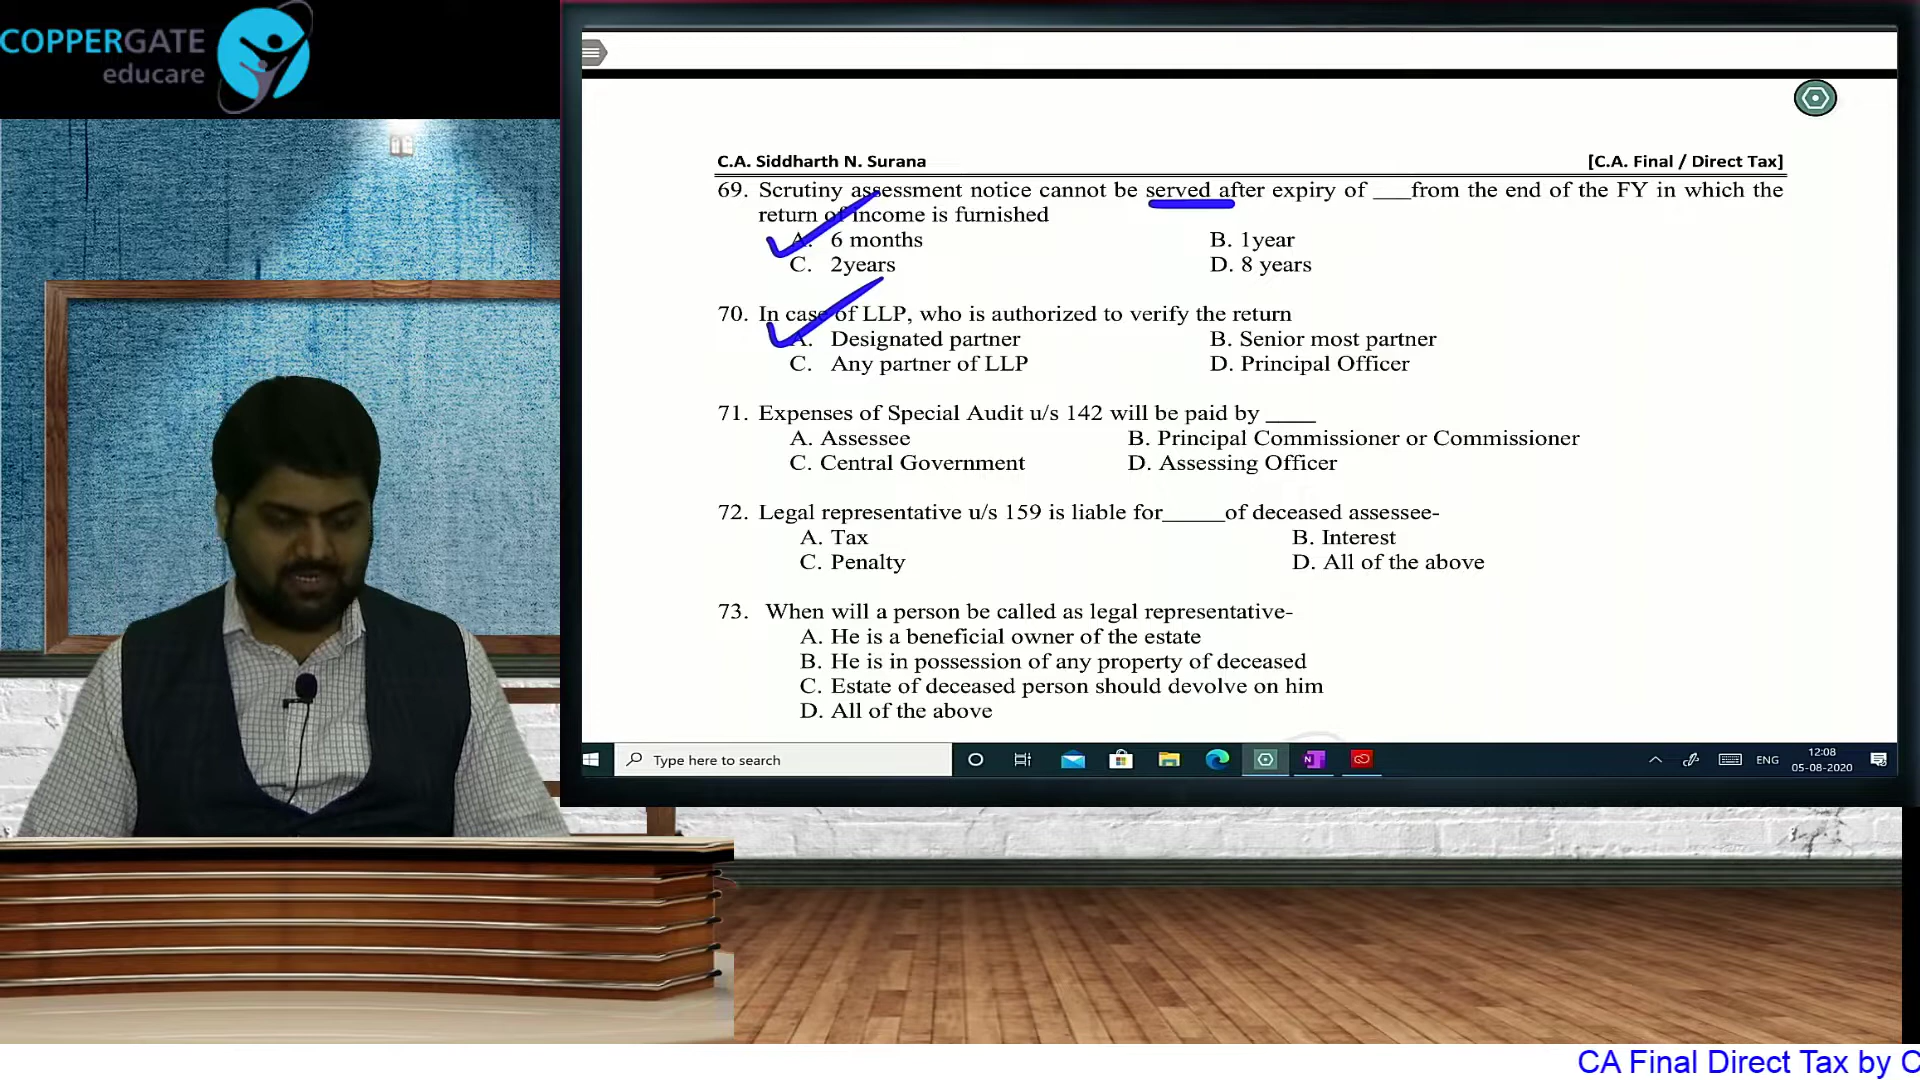 COPPERGATE
educare
C.A. Siddharth N. Surana [C.A. Final / Direct Tax]
69. Scrutiny assessment notice cannot be served after expiry of ___from the end of the FY in which the
return of income is furnished
A. 6 months B. 1year
C. 2years D. 8 years
70. In case of LLP, who is authorized to verify the return
A. Designated partner B. Senior most partner
C. Any partner of LLP D. Principal Officer
71. Expenses of Special Audit u/s 142 will be paid by ____
A. Assessee B. Principal Commissioner or Commissioner
C. Central Government D. Assessing Officer
72. Legal representative u/s 159 is liable for_____of deceased assessee-
A. Tax B. Interest
C. Penalty D. All of the above
73. When will a person be called as legal representative-
A. He is a beneficial owner of the estate
B. He is in possession of any property of deceased
C. Estate of deceased person should devolve on him
D. All of the above
Type here to search
ENG
12:08
05-08-2020
CA Final Direct Tax by C